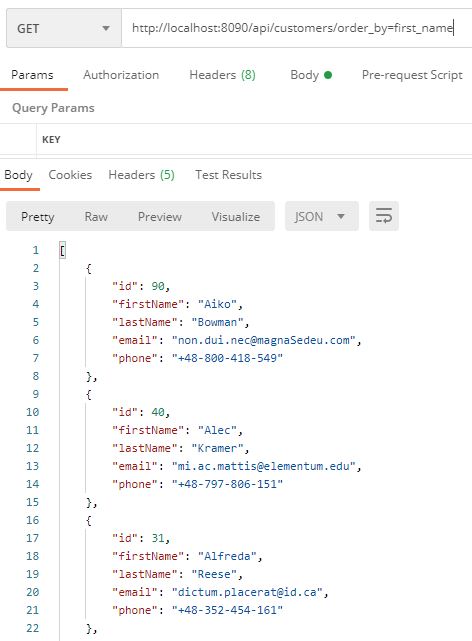 GET http://localhost:8090/api/customers/order_by=first_name
Params Authorization Headers (8) Body Pre-request Script
Query Params
KEY
Body Cookies Headers (5) Test Results
Pretty Raw Preview Visualize JSON
1 [
2 {
3 "id": 90,
4 "firstName": "Aiko",
5 "lastName": "Bowman",
6 "email": "non.dui.nec@magnaSedeu.com",
7 "phone": "+48-800-418-549"
8 },
9 {
10 "id": 40,
11 "firstName": "Alec",
12 "lastName": "Kramer",
13 "email": "mi.ac.mattis@elementum.edu",
14 "phone": "+48-797-806-151"
15 },
16 {
17 "id": 31,
18 "firstName": "Alfreda",
19 "lastName": "Reese",
20 "email": "dictum.placerat@id.ca",
21 "phone": "+48-352-454-161"
22 },